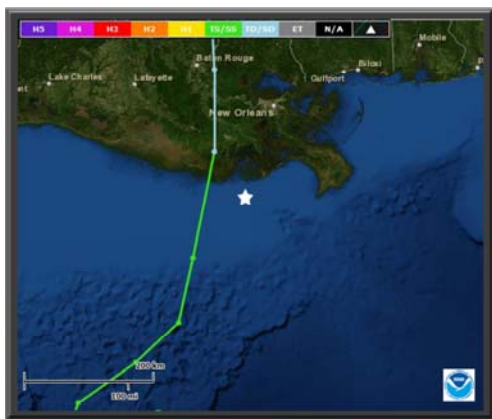 H5 H4 H3 H2 H1 TS/SS TD/SD ET N/A
Mobile
Baton Rouge
Biloxi
Lake Charles
Lafayette
Gulfport
New Orleans
200 km
100 mi